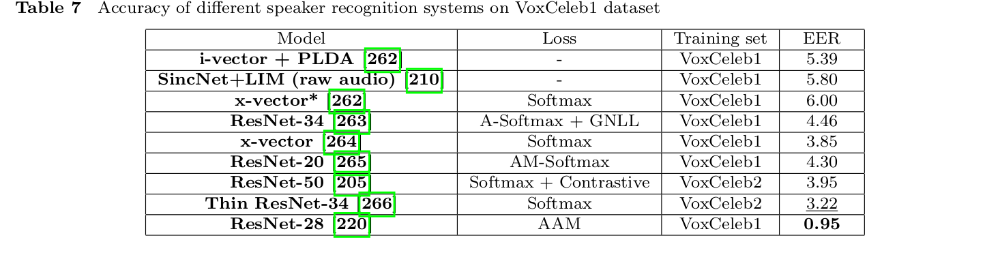 Table 7 Accuracy of different speaker recognition systems on VoxCeleb1 dataset
Model Loss Training set EER
i-vector + PLDA [262] - VoxCeleb1 5.39
SincNet+LIM (raw audio) [210] - VoxCeleb1 5.80
x-vector* [262] Softmax VoxCeleb1 6.00
ResNet-34 [263] A-Softmax + GNLL VoxCeleb1 4.46
x-vector [264] Softmax VoxCeleb1 3.85
ResNet-20 [265] AM-Softmax VoxCeleb1 4.30
ResNet-50 [205] Softmax + Contrastive VoxCeleb2 3.95
Thin ResNet-34 [266] Softmax VoxCeleb2 3.22
ResNet-28 [220] AAM VoxCeleb1 0.95